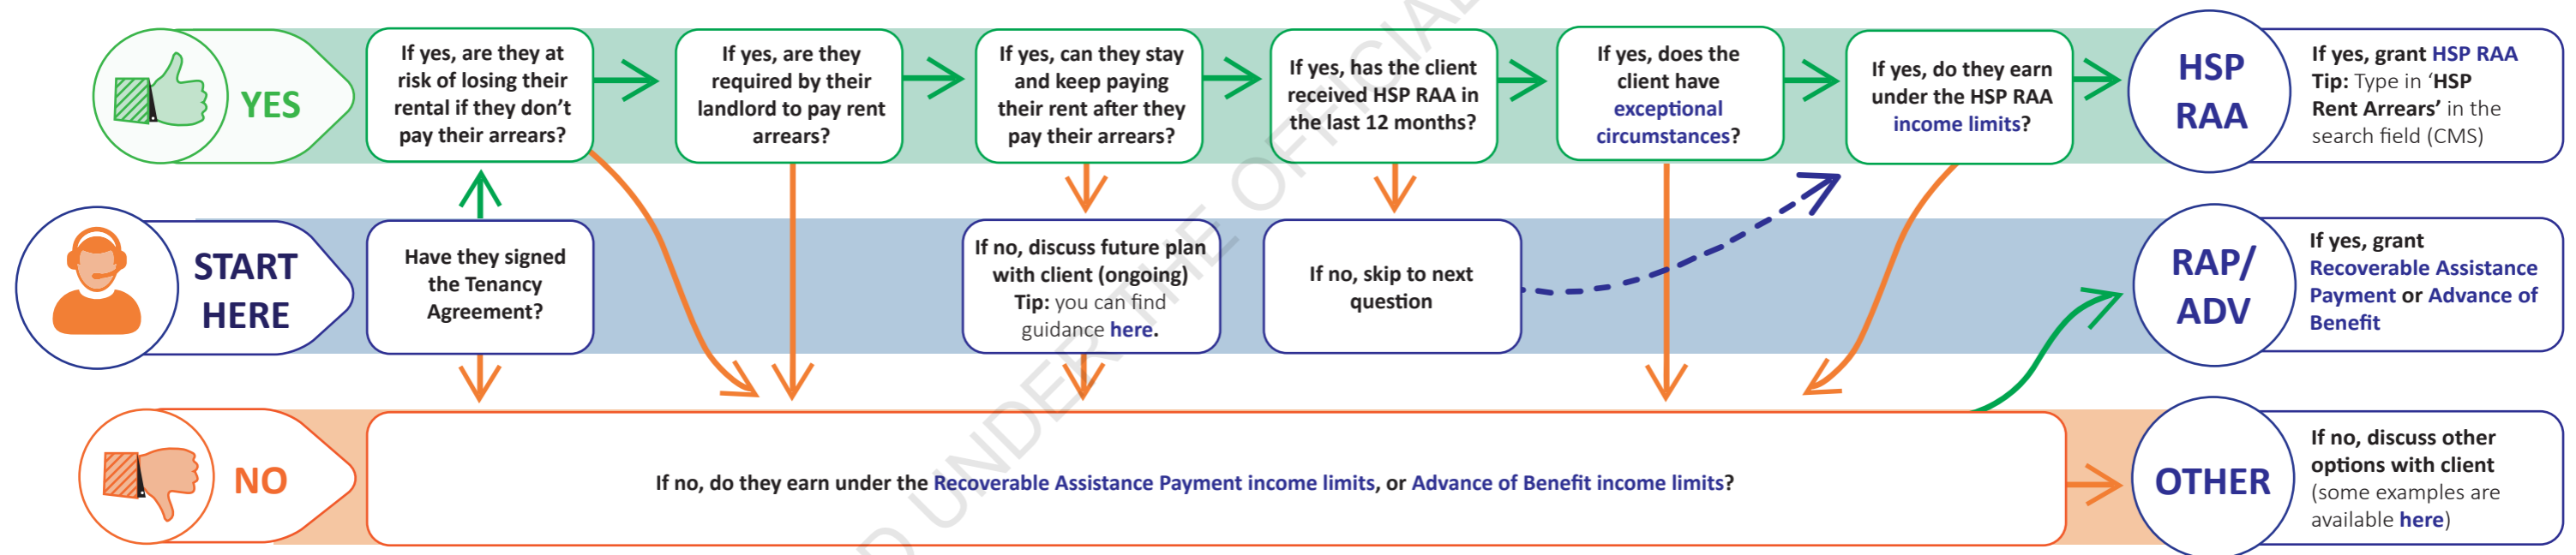 YES
If yes, are they at
risk of losing their
rental if they don't
pay their arrears?
If yes, are they
required by their
landlord to pay rent
arrears?
If yes, can they stay
and keep paying
their rent after they
pay their arrears?
If yes, has the client
received HSP RAA in
the last 12 months?
If yes, does the
client have
exceptional
circumstances?
If yes, do they earn
under the HSP RAA
income limits?
HSP
RAA
If yes, grant HSP RAA
Tip: Type in ‘HSP
Rent Arrears’ in the
search field (CMS)
START
HERE
Have they signed
the Tenancy
Agreement?
If no, discuss future plan
with client (ongoing)
Tip: you can find
guidance here.
If no, skip to next
question
RAP/
ADV
If yes, grant
Recoverable Assistance
Payment or Advance of
Benefit
NO
If no, do they earn under the Recoverable Assistance Payment income limits, or Advance of Benefit income limits?
OTHER
If no, discuss other
options with client
(some examples are
available here)
UNDER THE OFFICIAL